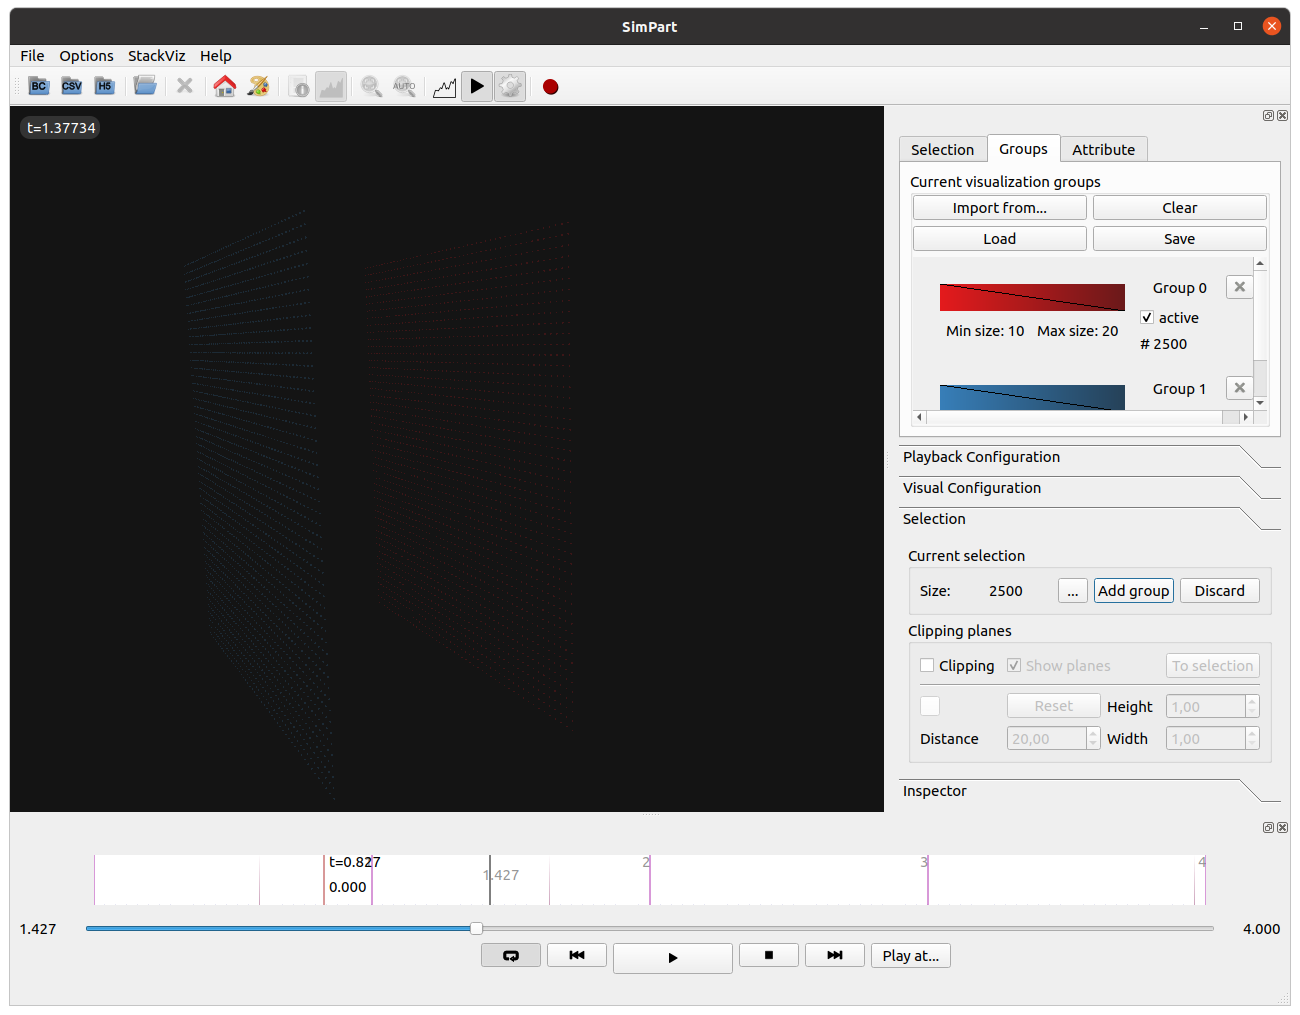 SimPart
File Options StackViz Help
BC CSV H5 AUTO
t=1.37734
Selection Groups Attribute
Current visualization groups
Import from... Clear
Load Save
Group 0
active
Min size: 10 Max size: 20
# 2500
Group 1
Playback Configuration
Visual Configuration
Selection
Current selection
Size: 2500 ... Add group Discard
Clipping planes
Clipping Show planes To selection
Reset Height 1,00
Distance 20,00 Width 1,00
Inspector
t=0.827 2 3 4
1.427
0.000
1.427 4.000
Play at...